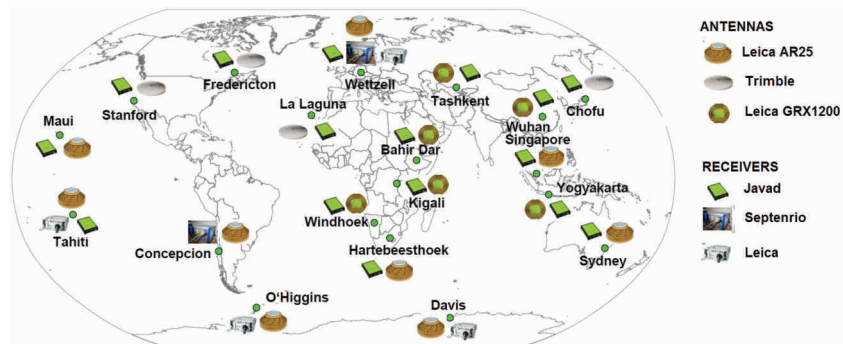 ANTENNAS
Leica AR25
Trimble
Leica GRX1200
RECEIVERS
Javad
Septenrio
Leica
Fredericton
Wettzell
Stanford
La Laguna
Tashkent
Chofu
Maui
Wuhan
Singapore
Bahir Dar
Yogyakarta
Kigali
Windhoek
Tahiti
Concepcion
Hartebeesthoek
Sydney
O'Higgins
Davis